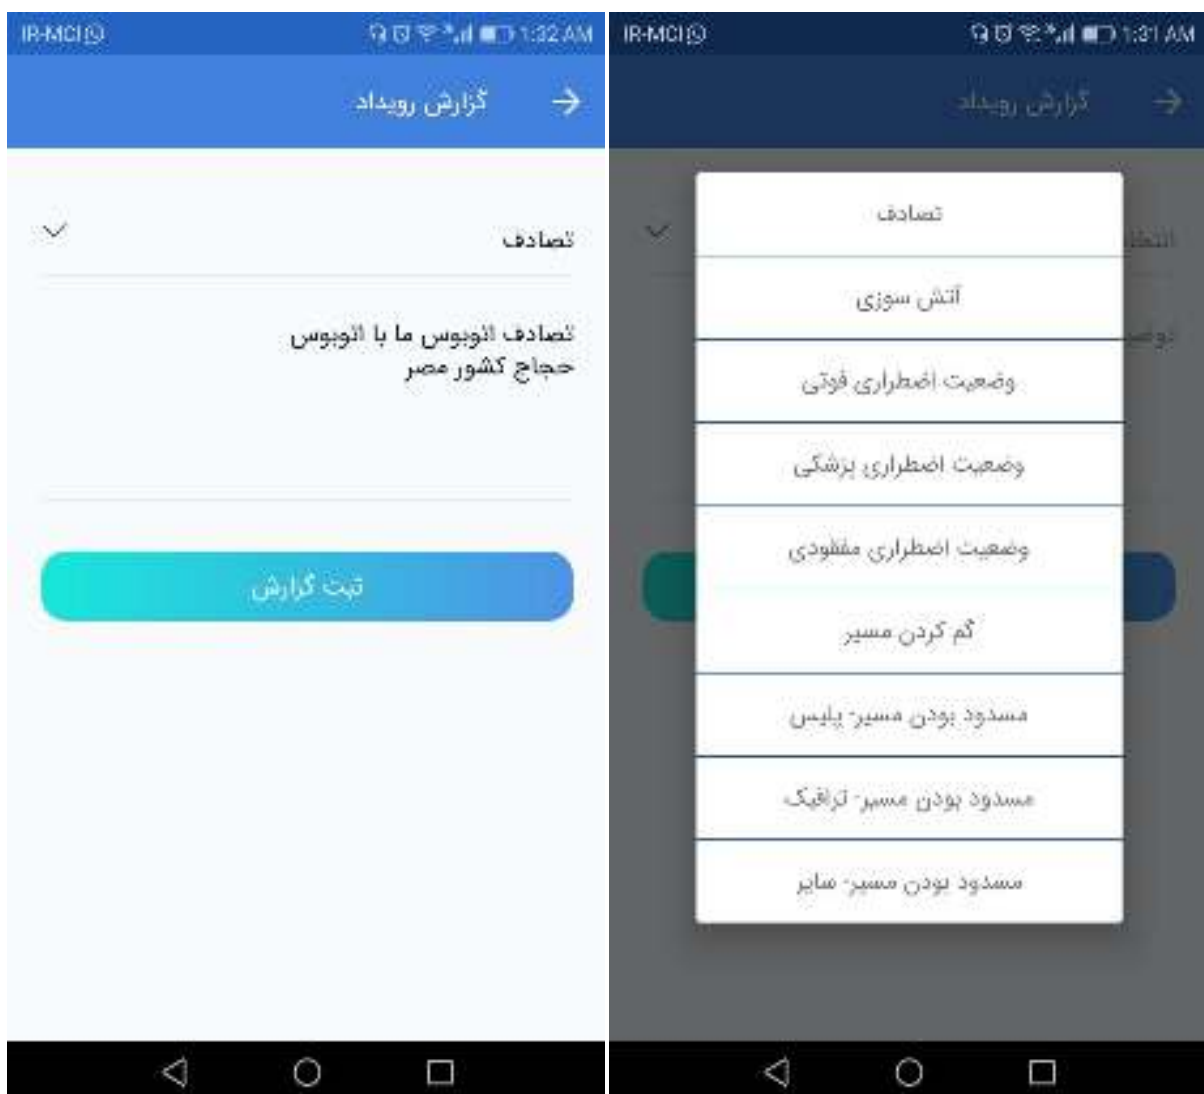 IR-MCI
1:32 AM
گزارش رویداد
تصادف
تصادف اتوبوس ما با اتوبوس
حجاج کشور مصر
ثبت گزارش
IR-MCI
1:31 AM
گزارش رویداد
تصادف
آتش سوزی
وضعیت اضطراری فوتی
وضعیت اضطراری پزشکی
وضعیت اضطراری مفقودی
گم کردن مسیر
مسدود بودن مسیر- پلیس
مسدود بودن مسیر- ترافیک
مسدود بودن مسیر- سایر